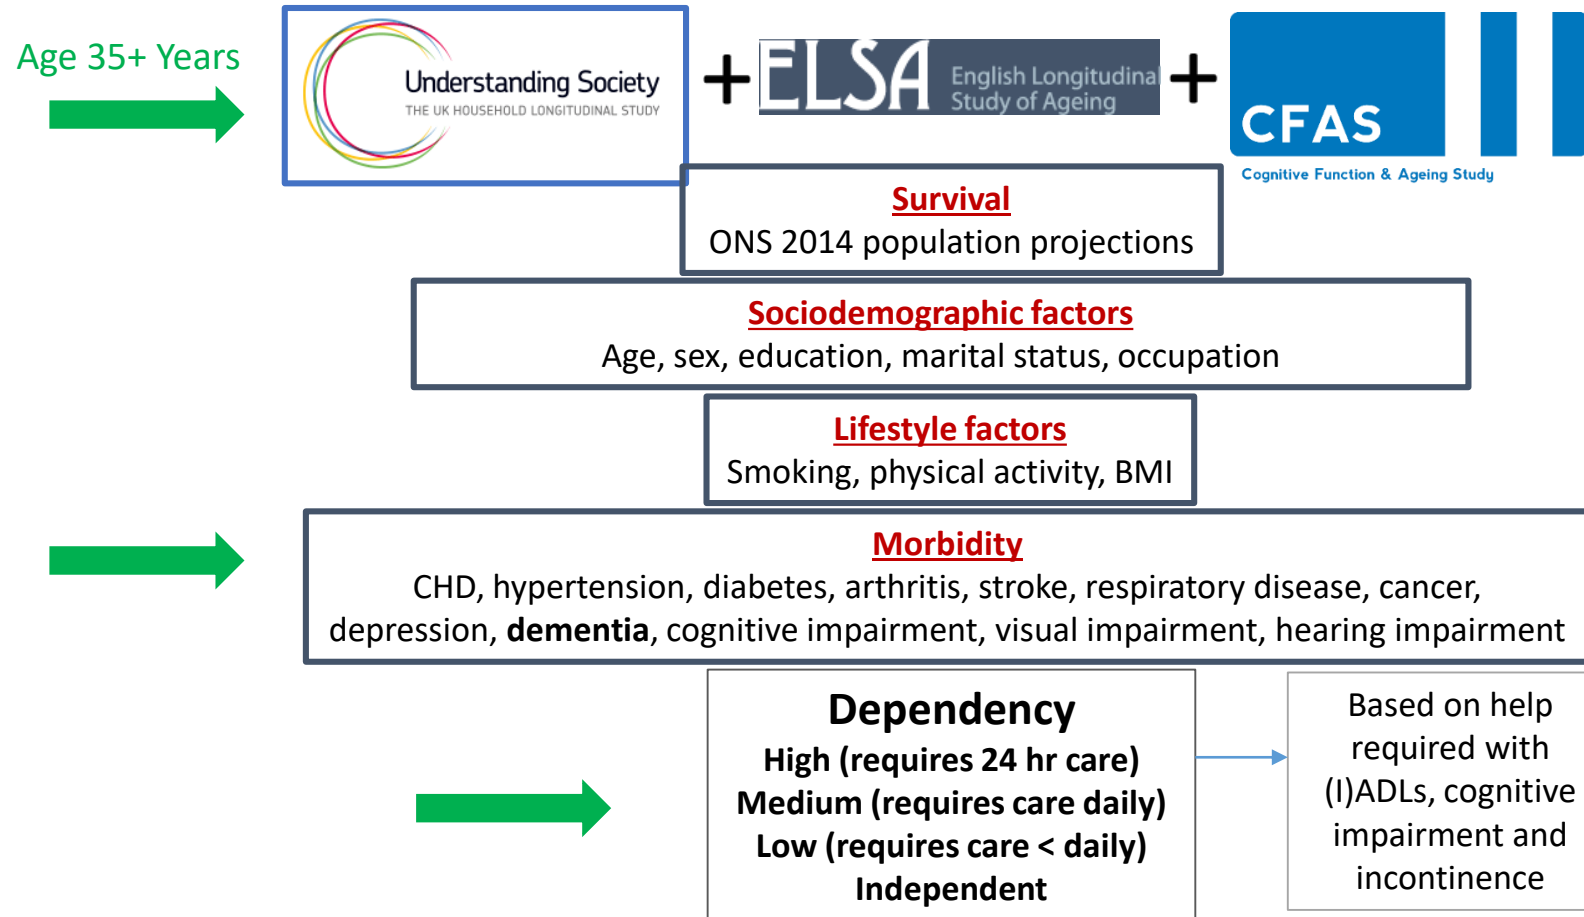 Age 35+ Years
Understanding Society
THE UK HOUSEHOLD LONGITUDINAL STUDY
+
ELSA
English Longitudinal
Study of Ageing
+
CFAS
Cognitive Function & Ageing Study
Survival
ONS 2014 population projections
Sociodemographic factors
Age, sex, education, marital status, occupation
Lifestyle factors
Smoking, physical activity, BMI
Morbidity
CHD, hypertension, diabetes, arthritis, stroke, respiratory disease, cancer,
depression, dementia, cognitive impairment, visual impairment, hearing impairment
Dependency
High (requires 24 hr care)
Medium (requires care daily)
Low (requires care < daily)
Independent
Based on help
required with
(I)ADLs, cognitive
impairment and
incontinence